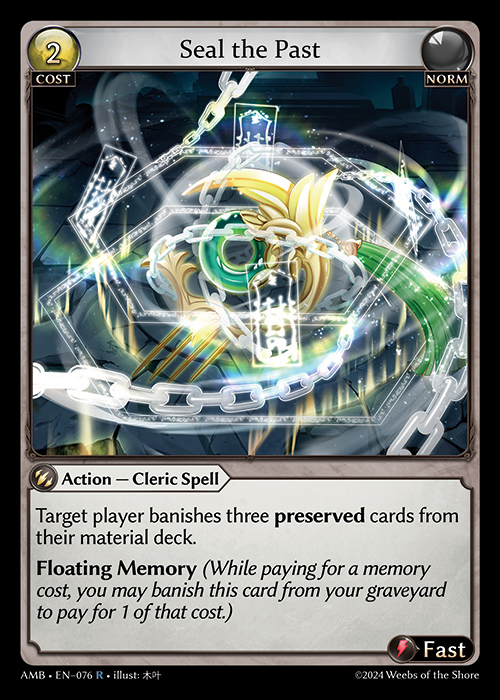 2
Seal the Past
COST
NORM
Action — Cleric Spell
Target player banishes three preserved cards from
their material deck.
Floating Memory (While paying for a memory
cost, you may banish this card from your graveyard
to pay for 1 of that cost.)
Fast
AMB • EN–076 R • illust: 木叶
©2024 Weebs of the Shore